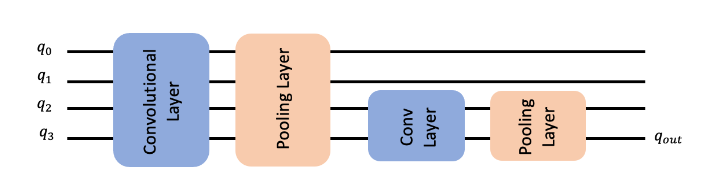 q₀
q₁
q₂
q₃
Convolutional
Layer
Pooling Layer
Conv
Layer
Pooling
Layer
qₒᵤₜ